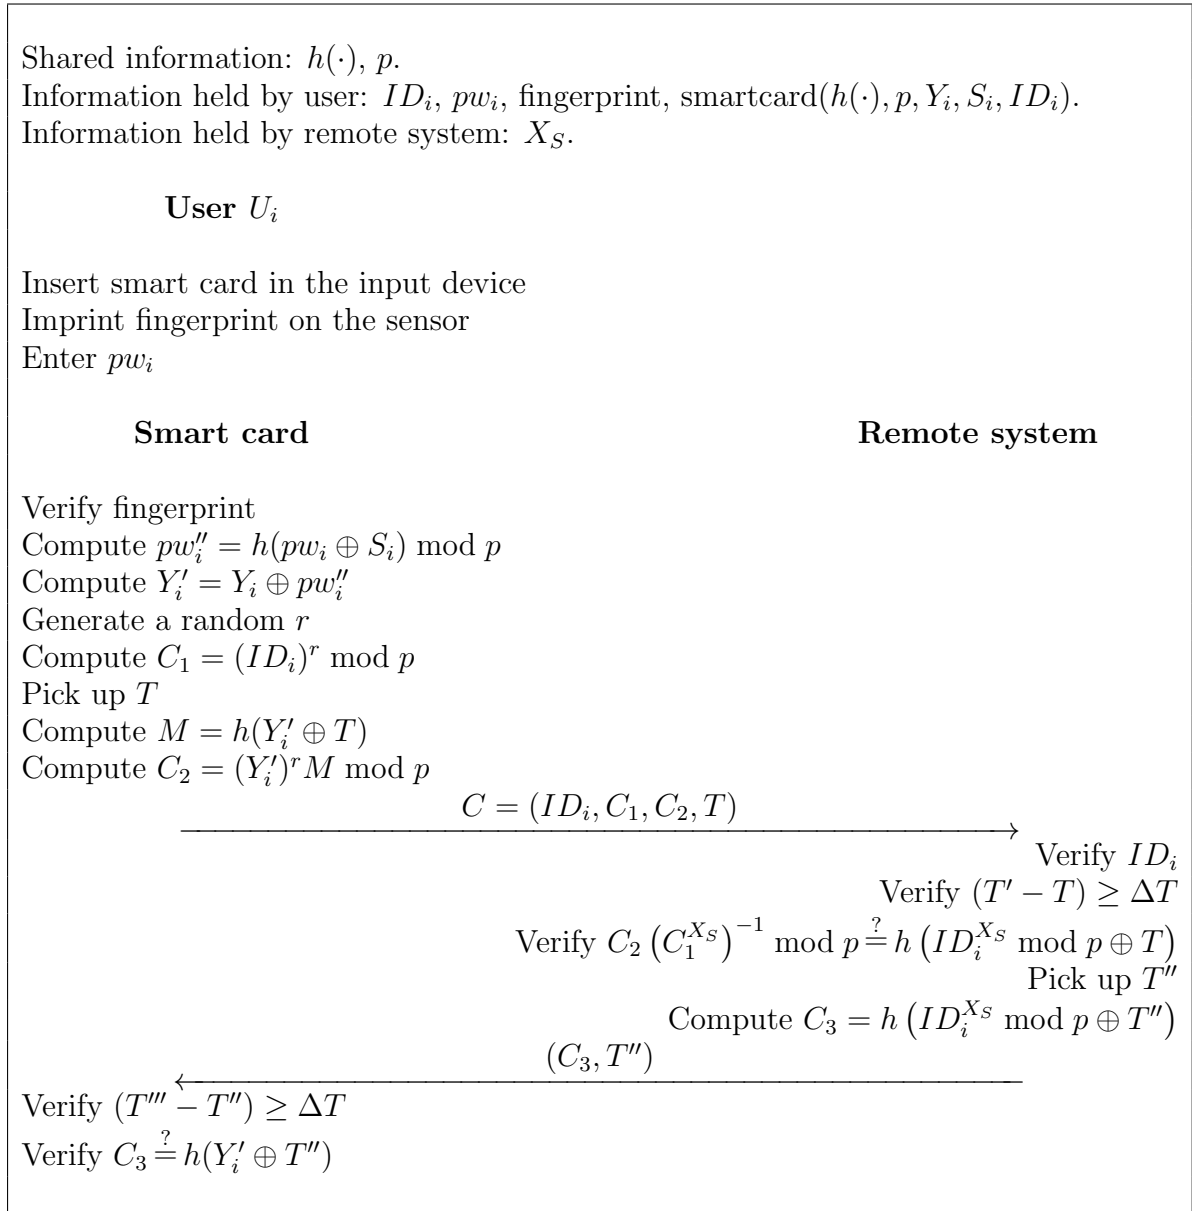 Shared information: h(·), p.
Information held by user: ID_i, pw_i, fingerprint, smartcard(h(·), p, Y_i, S_i, ID_i).
Information held by remote system: X_S.
User U_i
Insert smart card in the input device
Imprint fingerprint on the sensor
Enter pw_i
Smart card Remote system
Verify fingerprint
Compute pw_i'' = h(pw_i ⊕ S_i) mod p
Compute Y_i' = Y_i ⊕ pw_i''
Generate a random r
Compute C_1 = (ID_i)^r mod p
Pick up T
Compute M = h(Y_i' ⊕ T)
Compute C_2 = (Y_i')^r M mod p
C = (ID_i, C_1, C_2, T)
Verify ID_i
Verify (T' − T) ≥ ΔT
Verify C_2 (C_1^{X_S})^{−1} mod p ≟ h (ID_i^{X_S} mod p ⊕ T)
Pick up T''
Compute C_3 = h (ID_i^{X_S} mod p ⊕ T'')
(C_3, T'')
Verify (T''' − T'') ≥ ΔT
Verify C_3 ≟ h(Y_i' ⊕ T'')